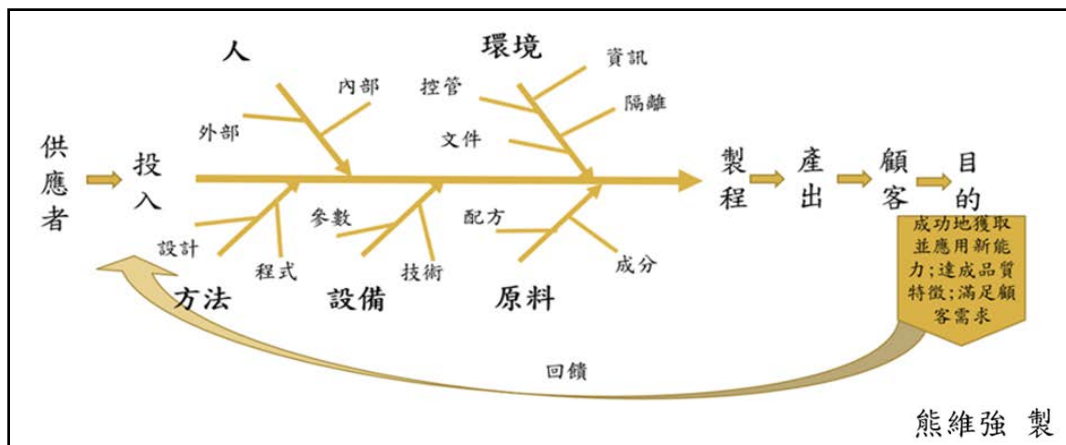 人
環境
資訊
內部
控管
隔離
外部
文件
供應者
投入
製程
產出
顧客
目的
設計
參數
配方
程式
技術
成分
方法
設備
原料
成功地獲取
並應用新能
力;達成品質
特徵;滿足顧
客需求
回饋
熊維強 製